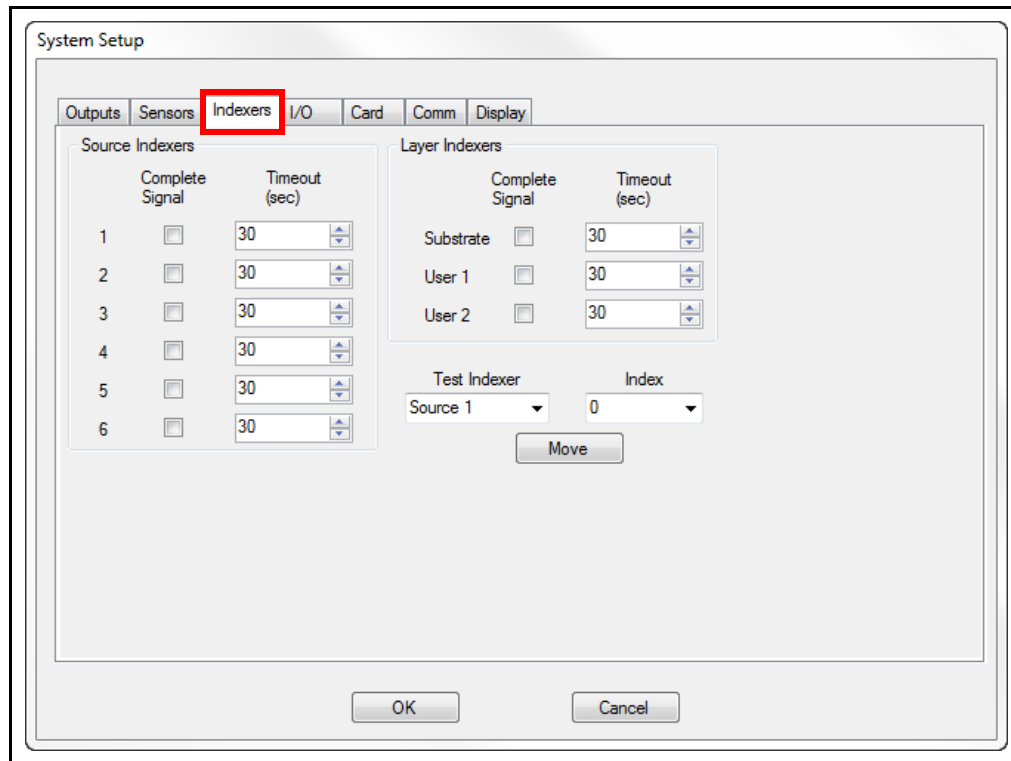 System Setup
Outputs Sensors Indexers I/O Card Comm Display
Source Indexers
Complete Signal Timeout (sec)
1 30
2 30
3 30
4 30
5 30
6 30
Layer Indexers
Complete Signal Timeout (sec)
Substrate 30
User 1 30
User 2 30
Test Indexer Index
Source 1 0
Move
OK Cancel